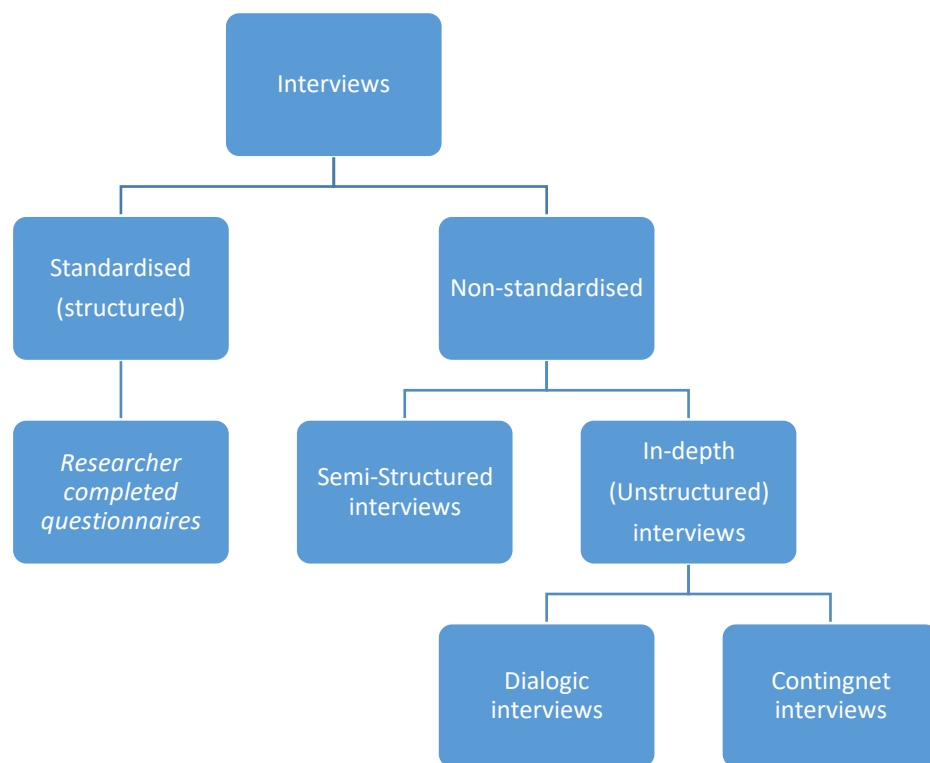 Interviews
Standardised
(structured)
Non-standardised
Researcher
completed
questionnaires
Semi-Structured
interviews
In-depth
(Unstructured)
interviews
Dialogic
interviews
Contingnet
interviews